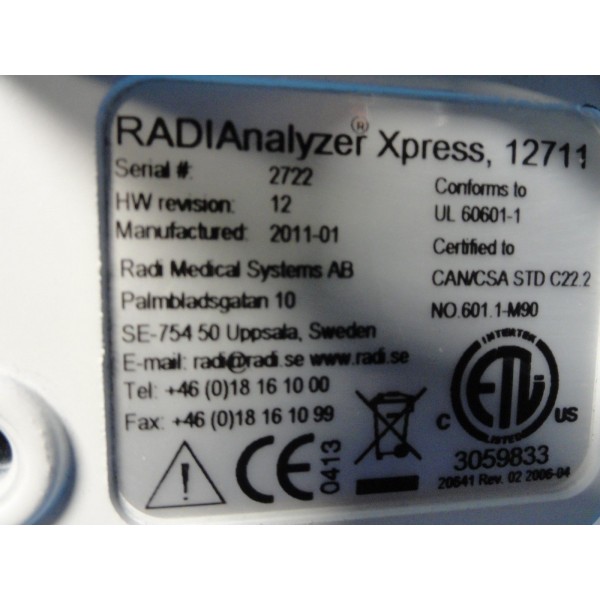 RADIAnalyzer® Xpress, 12711
Serial #: 2722
HW revision: 12
Manufactured: 2011-01
Radi Medical Systems AB
Palmbladsgatan 10
SE-754 50 Uppsala, Sweden
E-mail: radi@radi.se www.radi.se
Tel: +46 (0)18 16 10 00
Fax: +46 (0)18 16 10 99
Conforms to
UL 60601-1
Certified to
CAN/CSA STD C22.2
NO.601.1-M90
INTERTEK
ETL
C US
LISTED
3059833
20641 Rev. 02 2006-04
CE 0413